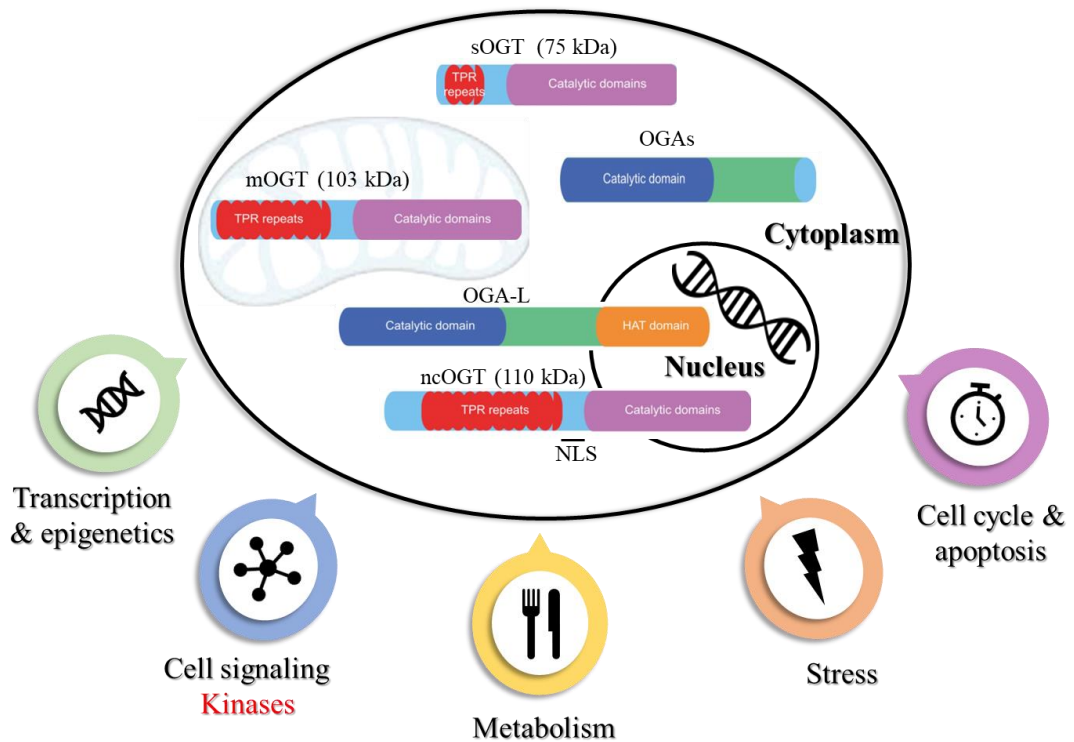 sOGT (75 kDa)
TPR
repeats
Catalytic domains
OGAs
Catalytic domain
mOGT (103 kDa)
TPR repeats
Catalytic domains
Cytoplasm
OGA-L
Catalytic domain
HAT domain
Nucleus
ncOGT (110 kDa)
TPR repeats
Catalytic domains
NLS
Transcription
& epigenetics
Cell signaling
Kinases
Metabolism
Stress
Cell cycle &
apoptosis